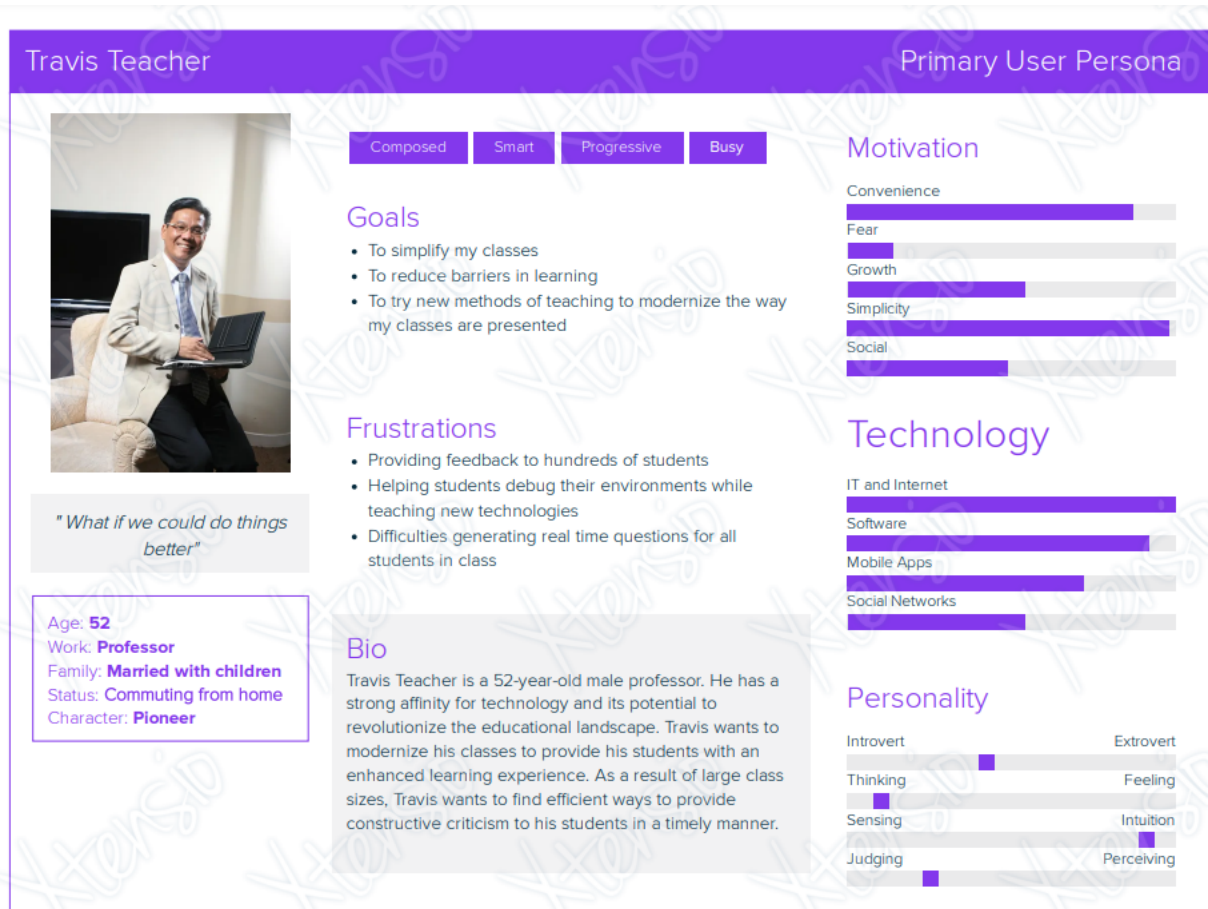 Travis Teacher
Primary User Persona
Composed
Smart
Progressive
Busy
Goals
• To simplify my classes
• To reduce barriers in learning
• To try new methods of teaching to modernize the way
my classes are presented
Frustrations
• Providing feedback to hundreds of students
• Helping students debug their environments while
teaching new technologies
• Difficulties generating real time questions for all
students in class
"What if we could do things
better"
Age: 52
Work: Professor
Family: Married with children
Status: Commuting from home
Character: Pioneer
Bio
Travis Teacher is a 52-year-old male professor. He has a
strong affinity for technology and its potential to
revolutionize the educational landscape. Travis wants to
modernize his classes to provide his students with an
enhanced learning experience. As a result of large class
sizes, Travis wants to find efficient ways to provide
constructive criticism to his students in a timely manner.
Motivation
Convenience
Fear
Growth
Simplicity
Social
Technology
IT and Internet
Software
Mobile Apps
Social Networks
Personality
Introvert Extrovert
Thinking Feeling
Sensing Intuition
Judging Perceiving
Xtensio